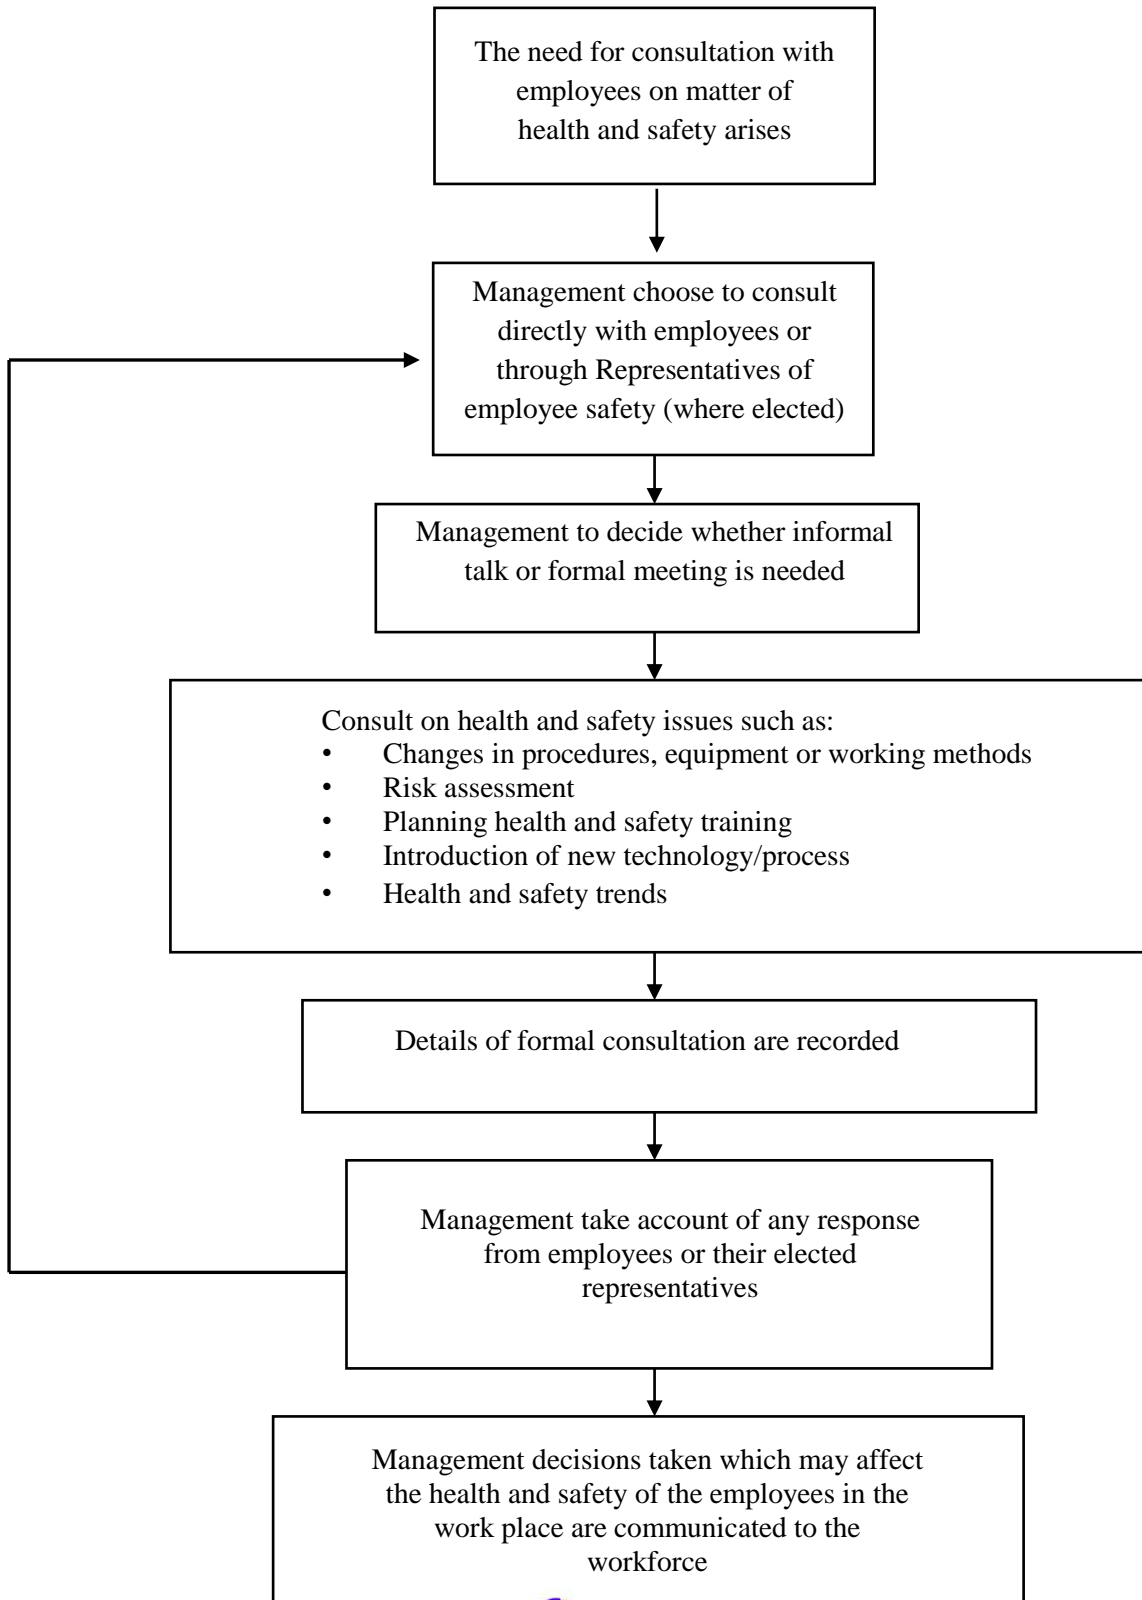 The need for consultation with
employees on matter of
health and safety arises
Management choose to consult
directly with employees or
through Representatives of
employee safety (where elected)
Management to decide whether informal
talk or formal meeting is needed
Consult on health and safety issues such as:
• Changes in procedures, equipment or working methods
• Risk assessment
• Planning health and safety training
• Introduction of new technology/process
• Health and safety trends
Details of formal consultation are recorded
Management take account of any response
from employees or their elected
representatives
Management decisions taken which may affect
the health and safety of the employees in the
work place are communicated to the
workforce